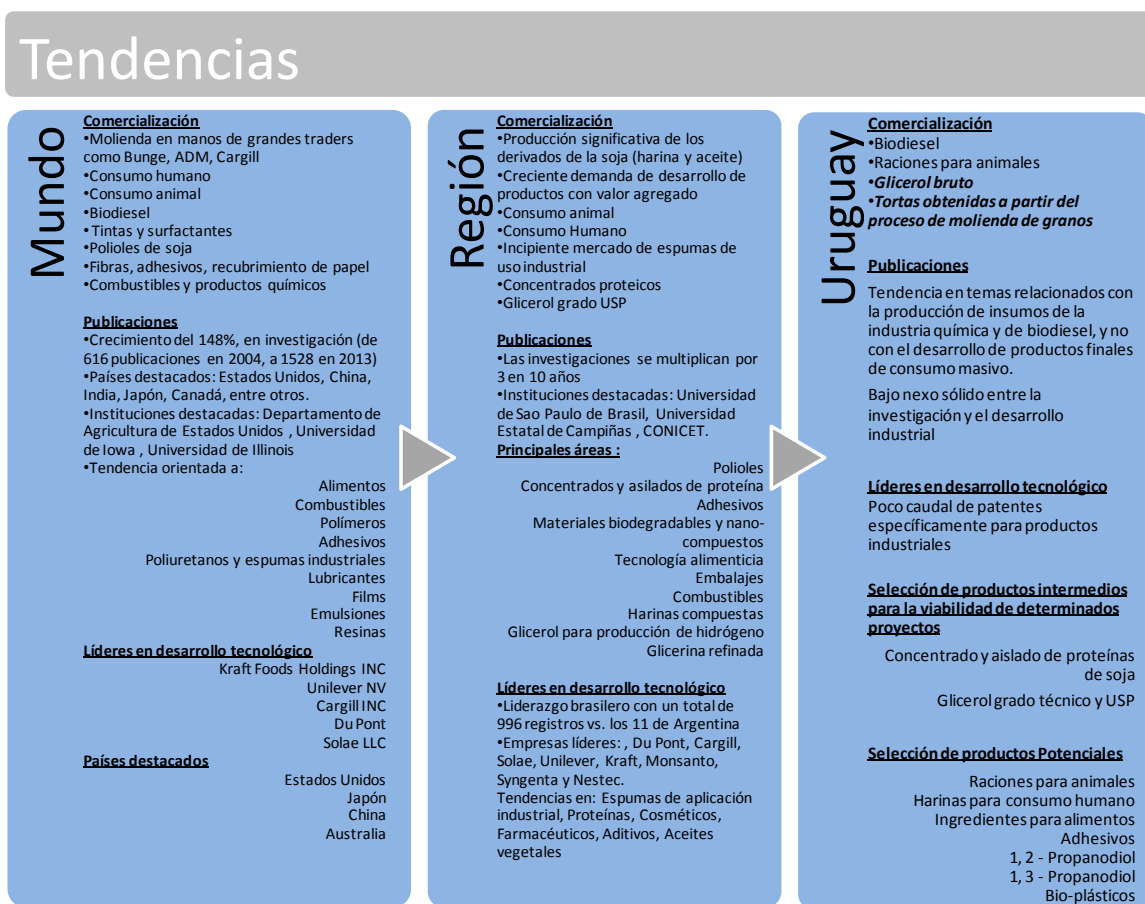 Tendencias
Mundo
Comercialización
•Molienda en manos de grandes traders
como Bunge, ADM, Cargill
•Consumo humano
•Consumo animal
•Biodiesel
• Tintas y surfactantes
•Polioles de soja
•Fibras, adhesivos, recubrimiento de papel
•Combustibles y productos químicos
Publicaciones
•Crecimiento del 148%, en investigación (de
616 publicaciones en 2004, a 1528 en 2013)
•Países destacados: Estados Unidos, China,
India, Japón, Canadá, entre otros.
•Instituciones destacadas: Departamento de
Agricultura de Estados Unidos , Universidad
de Iowa , Universidad de Illinois
•Tendencia orientada a:
Alimentos
Combustibles
Polímeros
Adhesivos
Poliuretanos y espumas industriales
Lubricantes
Films
Emulsiones
Resinas
Líderes en desarrollo tecnológico
Kraft Foods Holdings INC
Unilever NV
Cargill INC
Du Pont
Solae LLC
Países destacados
Estados Unidos
Japón
China
Australia
Región
Comercialización
•Producción significativa de los
derivados de la soja (harina y aceite)
•Creciente demanda de desarrollo de
productos con valor agregado
•Consumo animal
•Consumo Humano
•Incipiente mercado de espumas de
uso industrial
•Concentrados proteicos
•Glicerol grado USP
Publicaciones
•Las investigaciones se multiplican por
3 en 10 años
•Instituciones destacadas: Universidad
de Sao Paulo de Brasil, Universidad
Estatal de Campiñas , CONICET.
Principales áreas :
Polioles
Concentrados y asilados de proteína
Adhesivos
Materiales biodegradables y nano-
compuestos
Tecnología alimenticia
Embalajes
Combustibles
Harinas compuestas
Glicerol para producción de hidrógeno
Glicerina refinada
Líderes en desarrollo tecnológico
•Liderazgo brasilero con un total de
996 registros vs. los 11 de Argentina
•Empresas líderes: , Du Pont, Cargill,
Solae, Unilever, Kraft, Monsanto,
Syngenta y Nestec.
Tendencias en: Espumas de aplicación
industrial, Proteínas, Cosméticos,
Farmacéuticos, Aditivos, Aceites
vegetales
Uruguay
Comercialización
•Biodiesel
•Raciones para animales
•Glicerol bruto
•Tortas obtenidas a partir del
proceso de molienda de granos
Publicaciones
Tendencia en temas relacionados con
la producción de insumos de la
industria química y de biodiesel, y no
con el desarrollo de productos finales
de consumo masivo.
Bajo nexo sólido entre la
investigación y el desarrollo
industrial
Líderes en desarrollo tecnológico
Poco caudal de patentes
específicamente para productos
industriales
Selección de productos intermedios
para la viabilidad de determinados
proyectos
Concentrado y aislado de proteínas
de soja
Glicerol grado técnico y USP
Selección de productos Potenciales
Raciones para animales
Harinas para consumo humano
Ingredientes para alimentos
Adhesivos
1, 2 - Propanodiol
1, 3 - Propanodiol
Bio-plásticos